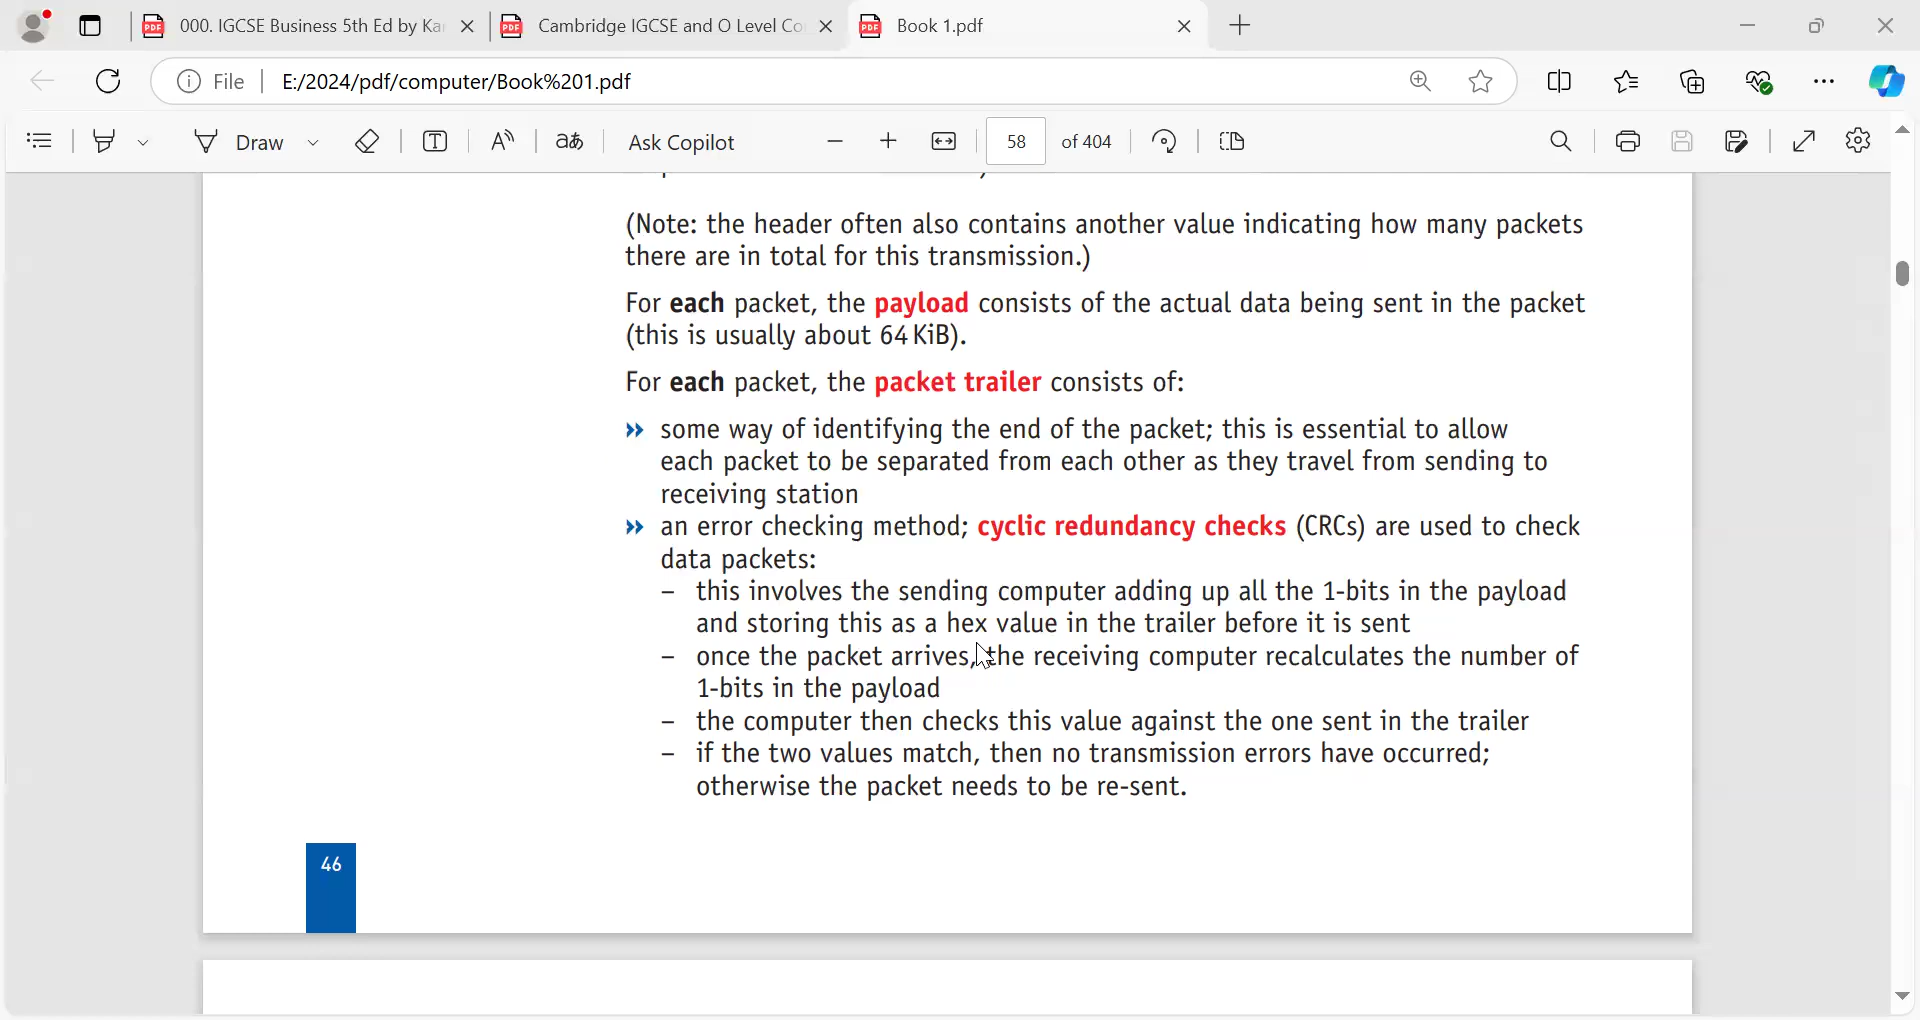 000. IGCSE Business 5th Ed by Ka
Cambridge IGCSE and O Level Co
Book 1.pdf
File
E:/2024/pdf/computer/Book%201.pdf
Draw
Ask Copilot
58 of 404
(Note: the header often also contains another value indicating how many packets
there are in total for this transmission.)
For each packet, the payload consists of the actual data being sent in the packet
(this is usually about 64 KiB).
For each packet, the packet trailer consists of:
» some way of identifying the end of the packet; this is essential to allow
each packet to be separated from each other as they travel from sending to
receiving station
» an error checking method; cyclic redundancy checks (CRCs) are used to check
data packets:
– this involves the sending computer adding up all the 1-bits in the payload
and storing this as a hex value in the trailer before it is sent
– once the packet arrives, the receiving computer recalculates the number of
1-bits in the payload
– the computer then checks this value against the one sent in the trailer
– if the two values match, then no transmission errors have occurred;
otherwise the packet needs to be re-sent.
46